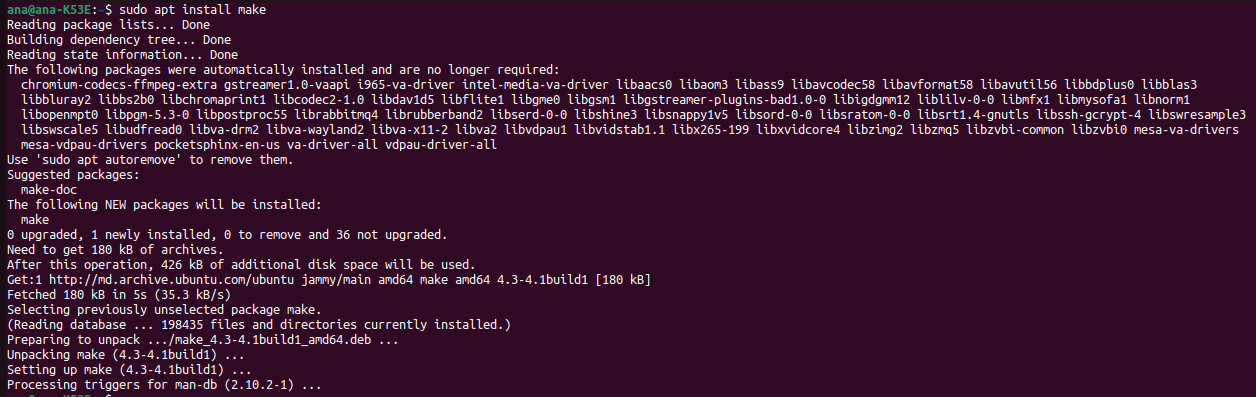 ana@ana-K53E:~$ sudo apt install make
Reading package lists... Done
Building dependency tree... Done
Reading state information... Done
The following packages were automatically installed and are no longer required:
  chromium-codecs-ffmpeg-extra gstreamer1.0-vaapi i965-va-driver intel-media-va-driver libaacs0 libaom3 libass9 libavcodec58 libavformat58 libavutil56 libbdplus0 libblas3
  libbluray2 libbs2b0 libchromaprint1 libcodec2-1.0 libdav1d5 libflite1 libgme0 libgsm1 libgstreamer-plugins-bad1.0-0 libigdgmm12 liblilv-0-0 libmfx1 libmysofa1 libnorm1
  libopenmpt0 libpgm-5.3-0 libpostproc55 librabbitmq4 librubberband2 libserd-0-0 libshine3 libsnappy1v5 libsord-0-0 libsratom-0-0 libsrt1.4-gnutls libssh-gcrypt-4 libswresample3
  libswscale5 libudfread0 libva-drm2 libva-wayland2 libva-x11-2 libva2 libvdpau1 libvidstab1.1 libx265-199 libxvidcore4 libzimg2 libzmq5 libzvbi-common libzvbi0 mesa-va-drivers
  mesa-vdpau-drivers pocketsphinx-en-us va-driver-all vdpau-driver-all
Use 'sudo apt autoremove' to remove them.
Suggested packages:
  make-doc
The following NEW packages will be installed:
  make
0 upgraded, 1 newly installed, 0 to remove and 36 not upgraded.
Need to get 180 kB of archives.
After this operation, 426 kB of additional disk space will be used.
Get:1 http://md.archive.ubuntu.com/ubuntu jammy/main amd64 make amd64 4.3-4.1build1 [180 kB]
Fetched 180 kB in 5s (35.3 kB/s)
Selecting previously unselected package make.
(Reading database ... 198435 files and directories currently installed.)
Preparing to unpack .../make_4.3-4.1build1_amd64.deb ...
Unpacking make (4.3-4.1build1) ...
Setting up make (4.3-4.1build1) ...
Processing triggers for man-db (2.10.2-1) ...